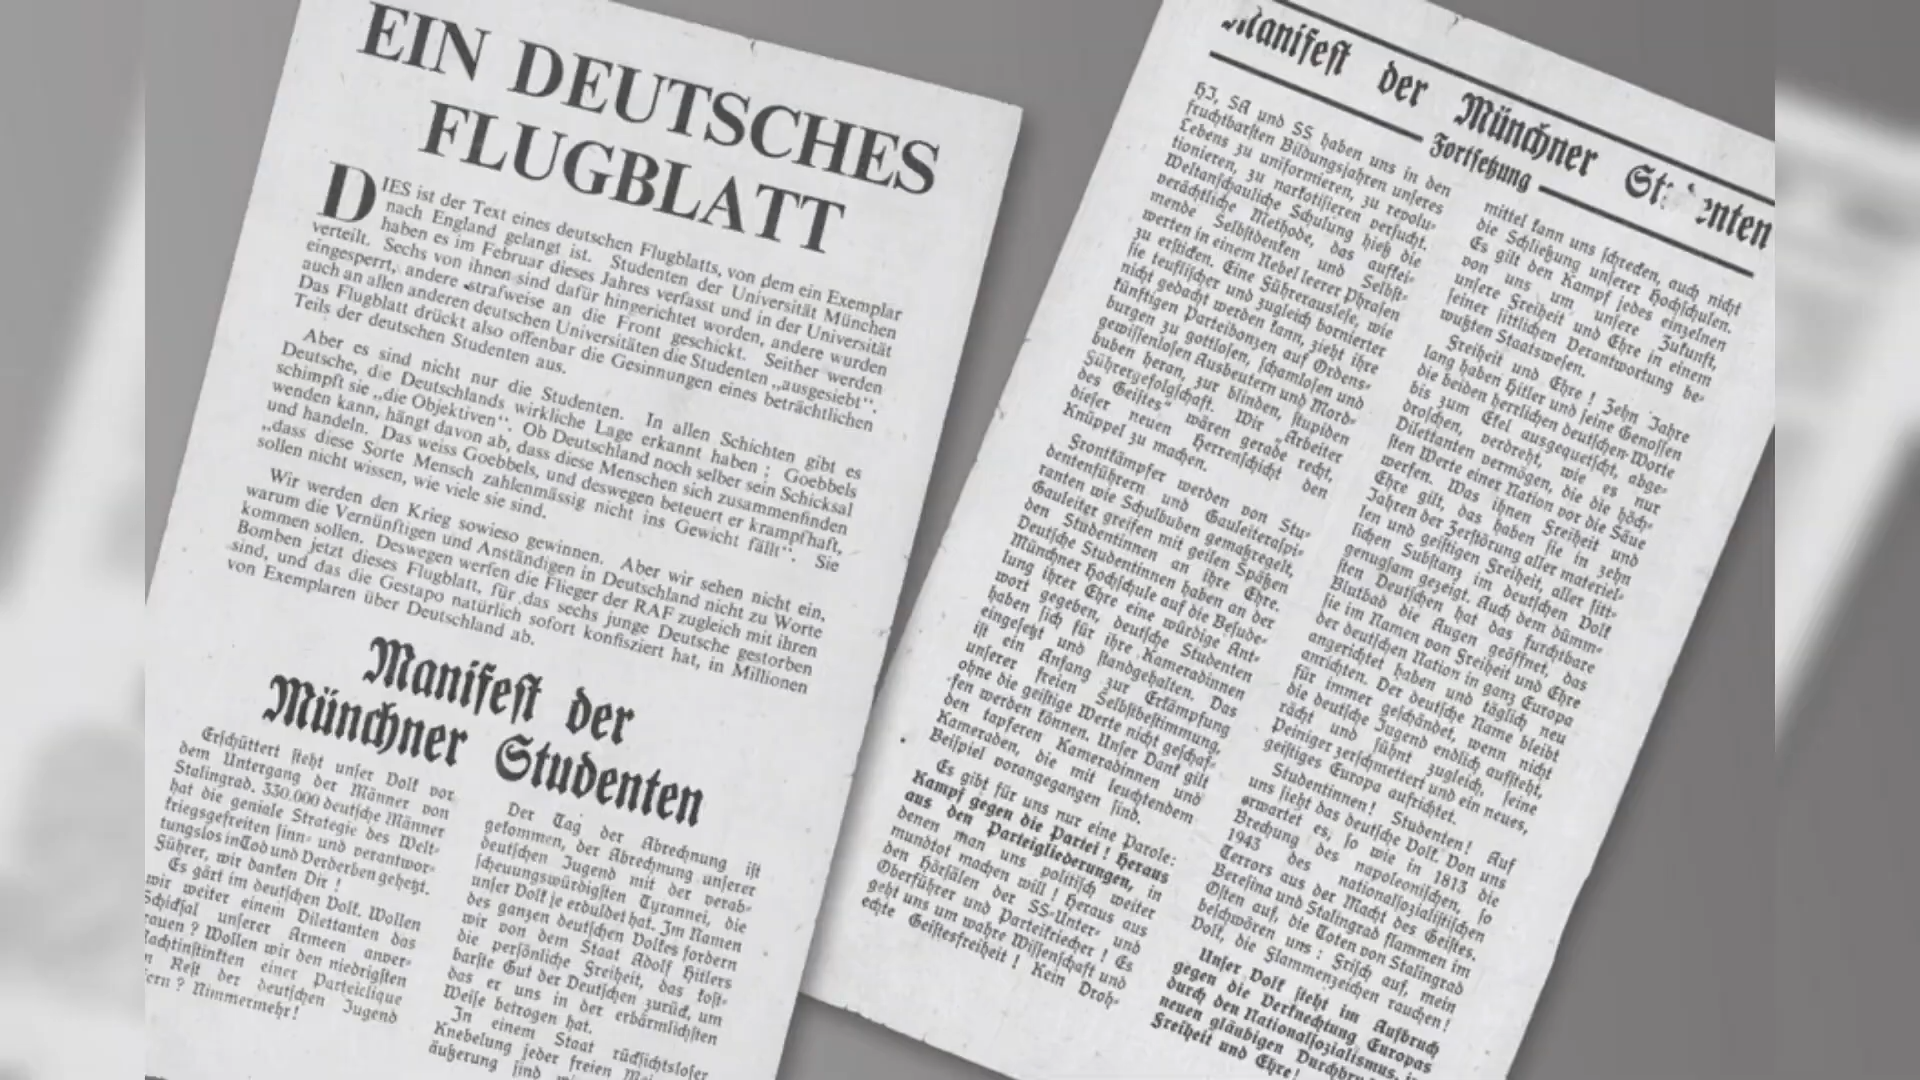 EIN DEUTSCHES
FLUGBLATT
DIES ist der Text eines deutschen Flugblatts, von dem ein Exemplar
nach England gelangt ist. Studenten der Universität München
haben es im Februar dieses Jahres verfasst und in der Universität
verteilt. Sechs von ihnen sind dafür hingerichtet worden, andere wurden
eingesperrt, andere strafweise an die Front geschickt. Seither werden
auch an allen anderen deutschen Universitäten die Studenten „ausgesiebt“.
Das Flugblatt drückt also offenbar die Gesinnungen eines beträchtlichen
Teils der deutschen Studenten aus.
Aber es sind nicht nur die Studenten. In allen Schichten gibt es
Deutsche, die Deutschlands wirkliche Lage erkannt haben ; Goebbels
schimpft sie „die Objektiven“. Ob Deutschland noch selber sein Schicksal
wenden kann, hängt davon ab, dass diese Menschen sich zusammenfinden
und handeln. Das weiss Goebbels, und deswegen beteuert er krampfhaft,
„dass diese Sorte Mensch zahlenmässig nicht ins Gewicht fällt“. Sie
sollen nicht wissen, wie viele sie sind.
Wir werden den Krieg sowieso gewinnen. Aber wir sehen nicht ein,
warum die Vernünftigen und Anständigen in Deutschland nicht zu Worte
kommen sollen. Deswegen werfen die Flieger der RAF zugleich mit ihren
Bomben jetzt dieses Flugblatt, für das sechs junge Deutsche gestorben
sind, und das die Gestapo natürlich sofort konfisziert hat, in Millionen
von Exemplaren über Deutschland ab.
Manifest der
Münchner Studenten
Erschüttert steht unser Volk vor
dem Untergang der Männer von
Stalingrad. 330.000 deutsche Männer
hat die geniale Strategie des Welt-
kriegsgefreiten sinn- und verantwor-
tungslos in Tod und Verderben gehetzt.
Führer, wir danken Dir !
Es gärt im deutschen Volk. Wollen
wir weiter einem Dilettanten das
Schicksal unserer Armeen anver-
rauen ? Wollen wir den niedrigsten
Machtinstinkten einer Parteiclique
n Rest der deutschen Jugend
ern ? Nimmermehr!
Der Tag der Abrechnung ist
gekommen, der Abrechnung unserer
deutschen Jugend mit der verab-
scheuungswürdigsten Tyrannei, die
unser Volk je erduldet hat. Im Namen
des ganzen deutschen Volkes fordern
wir von dem Staat Adolf Hitlers
die persönliche Freiheit, das kost-
barste Gut der Deutschen zurück, um
das er uns in der erbärmlichsten
Weise betrogen hat.
In einem Staat rücksichtsloser
Knebelung jeder freien
äußerung sind
Manifest der Münchner Studenten
Fortsetzung
HJ, SA und SS haben uns in den
fruchtbarsten Bildungsjahren unseres
Lebens zu uniformieren, zu revolu-
tionieren, zu narkotisieren versucht.
Weltanschauliche Schulung hieß die
verächtliche Methode, das aufkei-
mende Selbstdenken und Selbst-
werten in einem Nebel leerer Phrasen
zu ersticken. Eine Führerauslese, wie
sie teuflischer und zugleich bornierter
nicht gedacht werden kann, zieht ihre
künftigen Parteibonzen auf Ordens-
burgen zu gottlosen, schamlosen und
gewissenlosen Ausbeutern und Mord-
buben heran, zur blinden, stupiden
Führergefolgschaft. Wir „Arbeiter
des Geistes“ wären gerade recht,
dieser neuen Herrenschicht den
Knüppel zu machen.
Frontkämpfer werden von Stu-
dentenführern und Gauleiteraspi-
ranten wie Schulbuben gemaßregelt,
Gauleiter greifen mit geilen Späßen
den Studentinnen an ihre Ehre.
Deutsche Studentinnen haben an der
Münchner Hochschule auf die Besude-
lung ihrer Ehre eine würdige Ant-
wort gegeben, deutsche Studenten
haben sich für ihre Kameradinnen
eingesetzt und standgehalten. Das
ist ein Anfang zur Erkämpfung
unserer freien Selbstbestimmung,
ohne die geistige Werte nicht geschaf-
fen werden können. Unser Dank gilt
den tapferen Kameradinnen und
Kameraden, die mit leuchtendem
Beispiel vorangegangen sind.
Es gibt für uns nur eine Parole:
Kampf gegen die Partei ! Heraus
aus den Parteigliederungen, in
denen man uns politisch weiter
mundtot machen will ! Heraus aus
den Hörsälen der SS-Unter- und
Oberführer und Parteikriecher ! Es
geht uns um wahre Wissenschaft und
echte Geistesfreiheit ! Kein Droh-
mittel kann uns schrecken, auch nicht
die Schließung unserer Hochschulen.
Es gilt den Kampf jedes einzelnen
von uns um unsere Zukunft,
unsere Freiheit und Ehre in einem
seiner sittlichen Verantwortung be-
wußten Staatswesen.
Freiheit und Ehre ! Zehn Jahre
lang haben Hitler und seine Genossen
die beiden herrlichen deutschen Worte
bis zum Ekel ausgequetscht, abge-
droschen, verdreht, wie es nur
Dilettanten vermögen, die die höch-
sten Werte einer Nation vor die Säue
werfen. Was ihnen Freiheit und
Ehre gilt, das haben sie in zehn
Jahren der Zerstörung aller materiel-
len und geistigen Freiheit, aller sitt-
lichen Substanz im deutschen Volk
genugsam gezeigt. Auch dem dümm-
sten Deutschen hat das furchtbare
Blutbad die Augen geöffnet, das
sie im Namen von Freiheit und Ehre
der deutschen Nation in ganz Europa
angerichtet haben und täglich neu
anrichten. Der deutsche Name bleibt
für immer geschändet, wenn nicht
die deutsche Jugend endlich aufsteht,
rächt und sühnt zugleich, seine
Peiniger zerschmettert und ein neues,
geistiges Europa aufrichtet.
Studentinnen! Studenten! Auf
uns sieht das deutsche Volk. Von uns
erwartet es, so wie in 1813 die
Brechung des napoleonischen, so
1943 des nationalsozialistischen
Terrors aus der Macht des Geistes.
Beresina und Stalingrad flammen im
Osten auf, die Toten von Stalingrad
beschwören uns : Frisch auf, mein
Volk, die Flammenzeichen rauchen !
Unser Volk steht im Aufbruch
gegen die Verknechtung Europas
durch den Nationalsozialismus,
neuen gläubigen
Freiheit und Ehre!